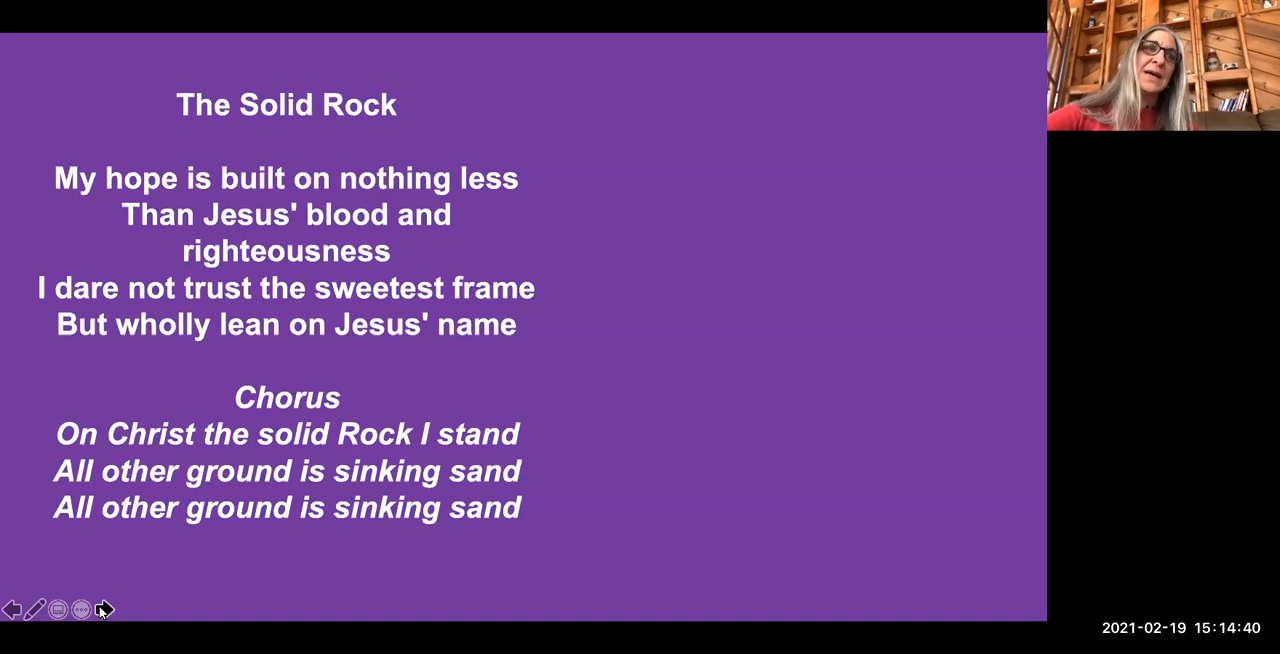 The Solid Rock
My hope is built on nothing less
Than Jesus' blood and
righteousness
I dare not trust the sweetest frame
But wholly lean on Jesus' name
Chorus
On Christ the solid Rock I stand
All other ground is sinking sand
All other ground is sinking sand
2021-02-19 15:14:40